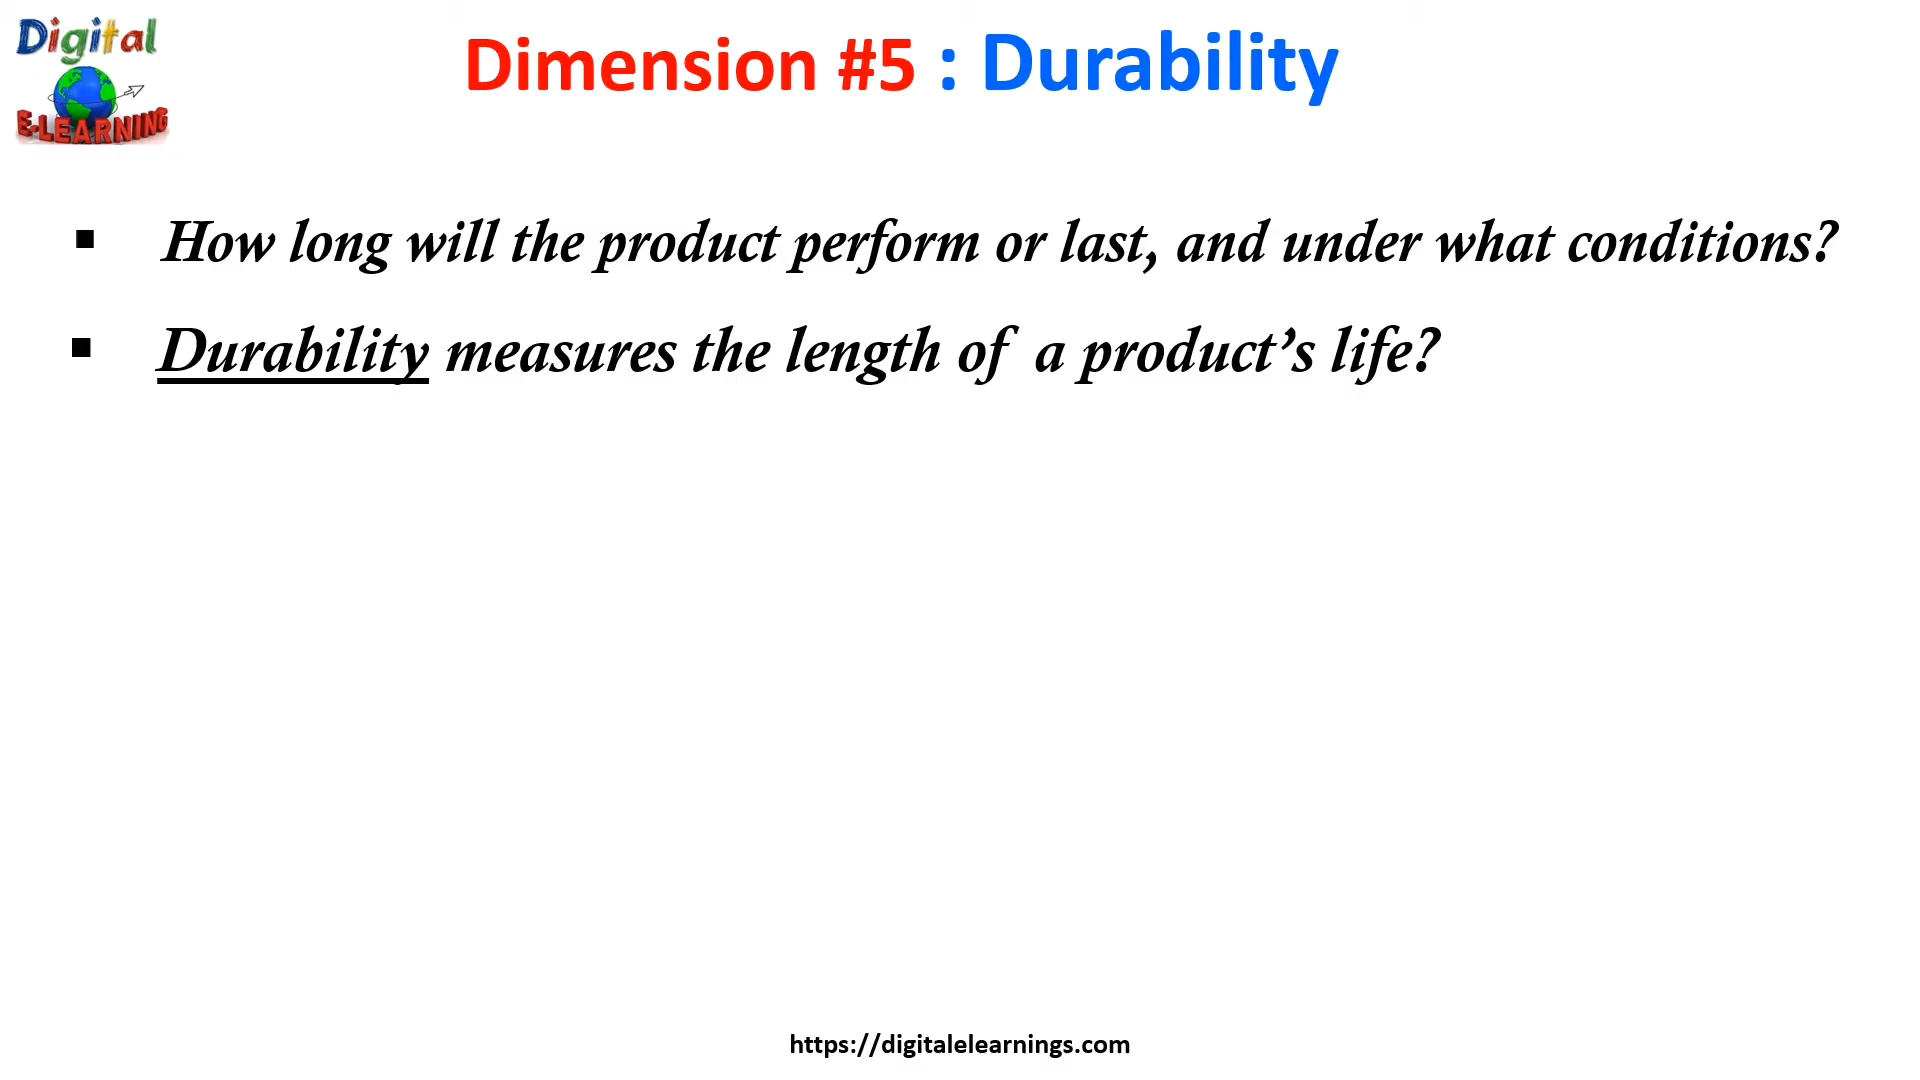 Digital
E-LEARNING
Dimension #5 : Durability
▪ How long will the product perform or last, and under what conditions?
▪ Durability measures the length of a product’s life?
https://digitalelearnings.com